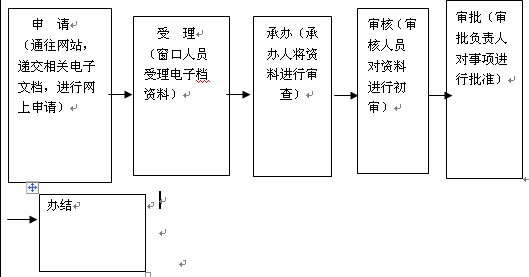 申 请
（通往网站，
递交相关电子
文档，进行网
上申请）
受 理
（窗口人员
受理电子档
资料）
承办（承
办人将资
料进行审
查）
审核（审
核人员
对资料
进行初
审）
审批（审
批负责人
对事项进
行批准）
办结